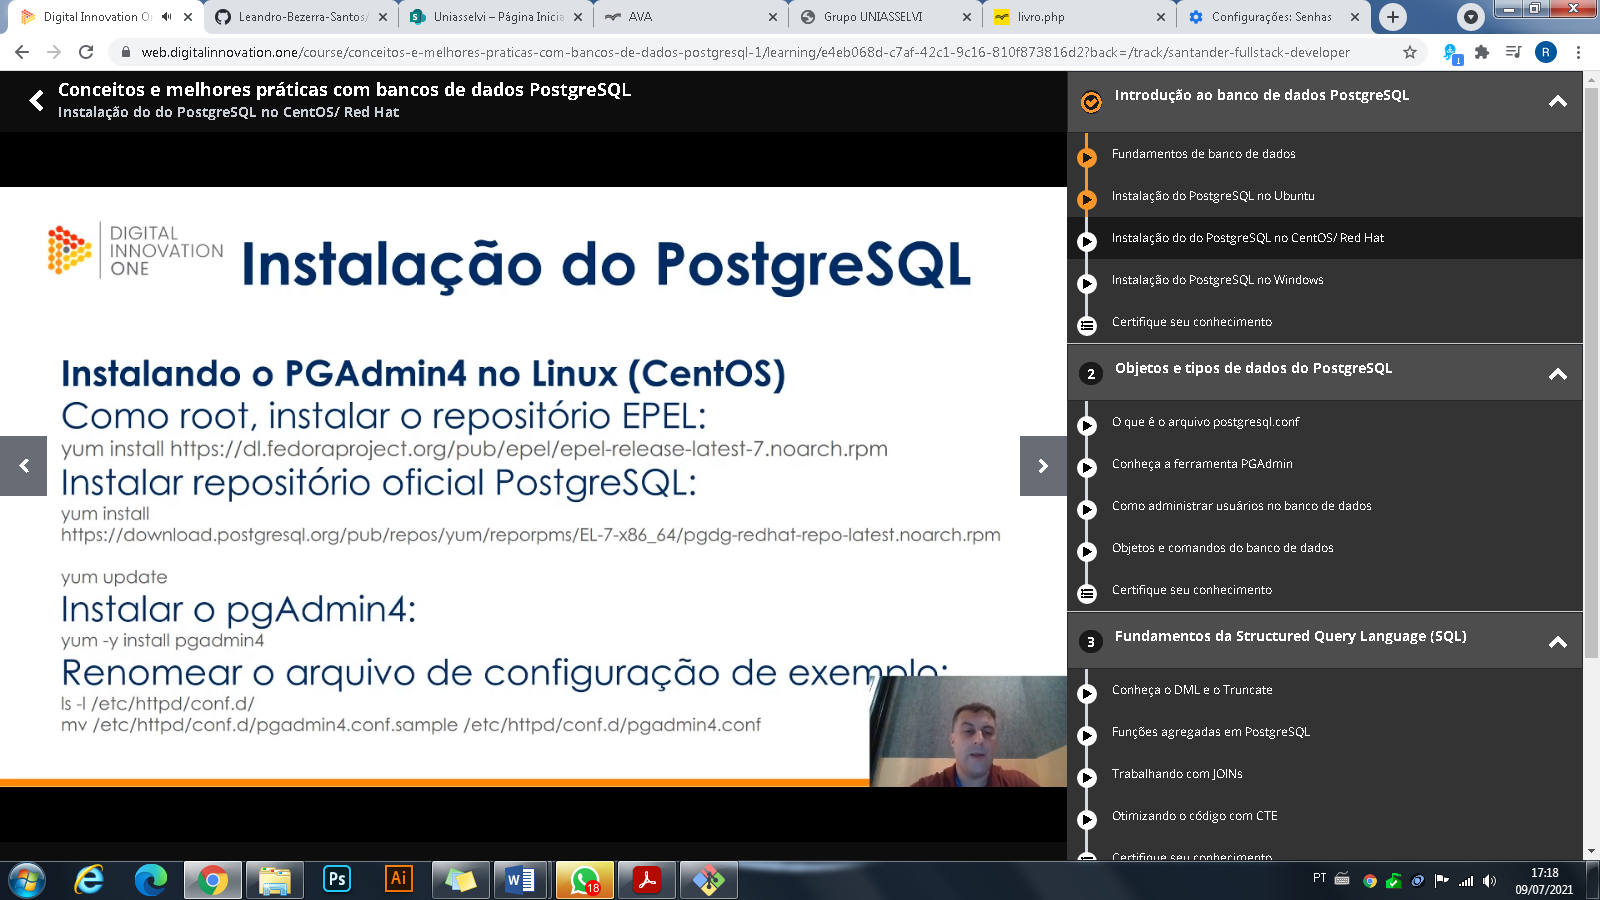 Digital Innovation On
Leandro-Bezerra-Santos/
Uniasselvi – Página Inicia
AVA
Grupo UNIASSELVI
livro.php
Configurações: Senhas
web.digitalinnovation.one/course/conceitos-e-melhores-praticas-com-bancos-de-dados-postgresql-1/learning/e4eb068d-c7af-42c1-9c16-810f873816d2?back=/track/santander-fullstack-developer
1
R
Conceitos e melhores práticas com bancos de dados PostgreSQL
Instalação do do PostgreSQL no CentOS/ Red Hat
DIGITAL
INNOVATION
ONE
Instalação do PostgreSQL
Instalando o PGAdmin4 no Linux (CentOS)
Como root, instalar o repositório EPEL:
yum install https://dl.fedoraproject.org/pub/epel/epel-release-latest-7.noarch.rpm
Instalar repositório oficial PostgreSQL:
yum install
https://download.postgresql.org/pub/repos/yum/reporpms/EL-7-x86_64/pgdg-redhat-repo-latest.noarch.rpm
yum update
Instalar o pgAdmin4:
yum -y install pgadmin4
Renomear o arquivo de configuração de exemplo:
ls -l /etc/httpd/conf.d/
mv /etc/httpd/conf.d/pgadmin4.conf.sample /etc/httpd/conf.d/pgadmin4.conf
Introdução ao banco de dados PostgreSQL
Fundamentos de banco de dados
Instalação do PostgreSQL no Ubuntu
Instalação do do PostgreSQL no CentOS/ Red Hat
Instalação do PostgreSQL no Windows
Certifique seu conhecimento
2
Objetos e tipos de dados do PostgreSQL
O que é o arquivo postgresql.conf
Conheça a ferramenta PGAdmin
Como administrar usuários no banco de dados
Objetos e comandos do banco de dados
Certifique seu conhecimento
3
Fundamentos da Structured Query Language (SQL)
Conheça o DML e o Truncate
Funções agregadas em PostgreSQL
Trabalhando com JOINs
Otimizando o código com CTE
Certifique seu conhecimento
Ps
Ai
18
PT
17:18
09/07/2021